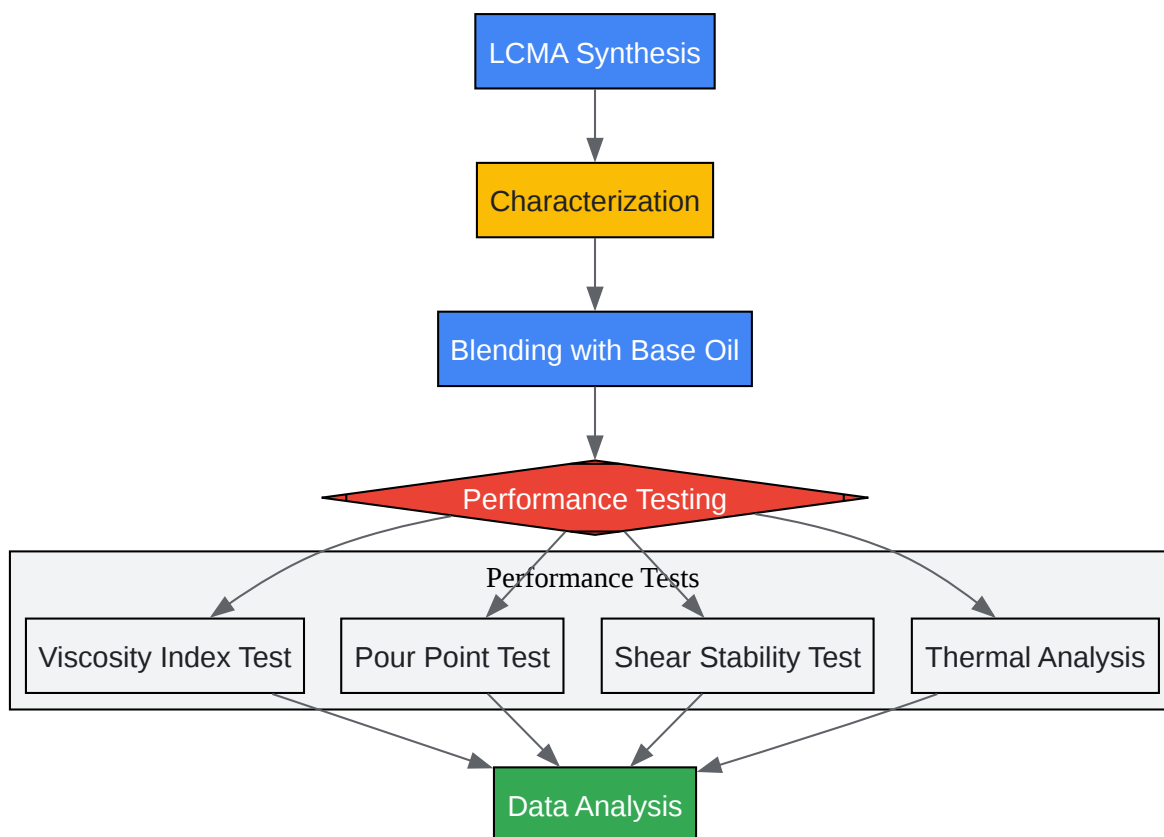 LCMA Synthesis
Characterization
Blending with Base Oil
Performance Testing
Performance Tests
Viscosity Index Test
Pour Point Test
Shear Stability Test
Thermal Analysis
Data Analysis